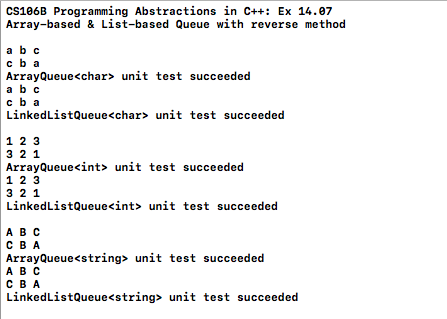 CS106B Programming Abstractions in C++: Ex 14.07
Array-based & List-based Queue with reverse method
a b c
c b a
ArrayQueue<char> unit test succeeded
a b c
c b a
LinkedListQueue<char> unit test succeeded
1 2 3
3 2 1
ArrayQueue<int> unit test succeeded
1 2 3
3 2 1
LinkedListQueue<int> unit test succeeded
A B C
C B A
ArrayQueue<string> unit test succeeded
A B C
C B A
LinkedListQueue<string> unit test succeeded